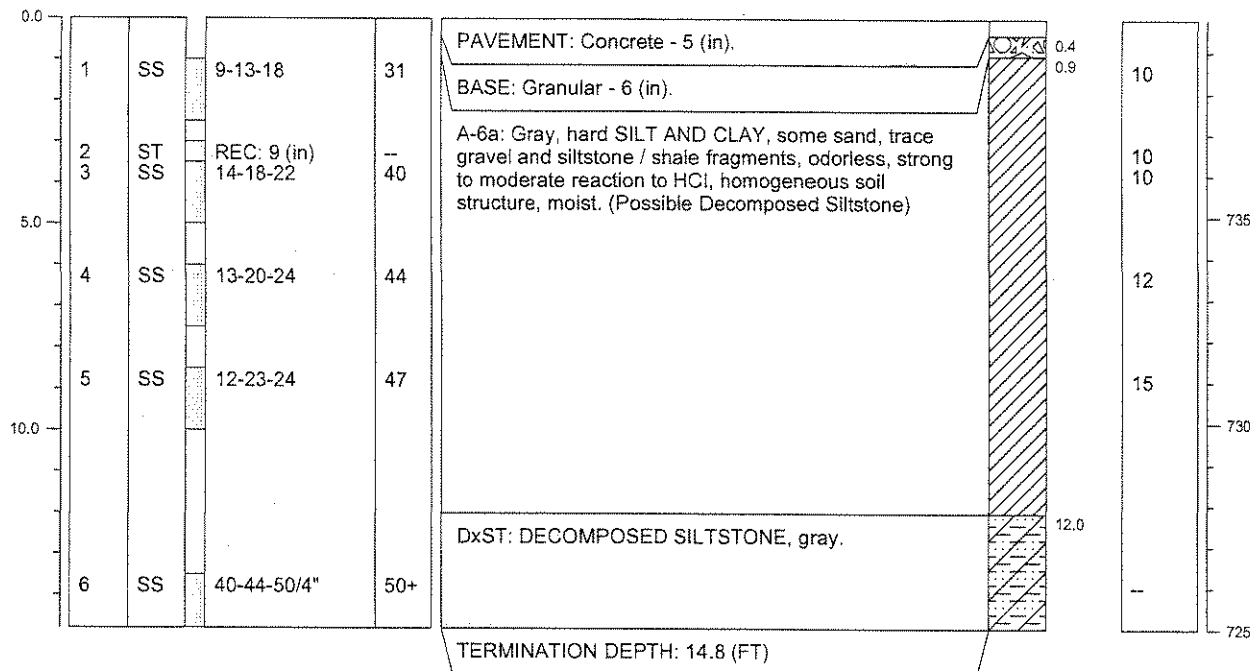 0.0
PAVEMENT: Concrete - 5 (in).
0.4
1 SS 9-13-18 31 0.9 10
BASE: Granular - 6 (in).
A-6a: Gray, hard SILT AND CLAY, some sand, trace
2 ST REC: 9 (in) -- gravel and siltstone / shale fragments, odorless, strong 10
3 SS 14-18-22 40 to moderate reaction to HCl, homogeneous soil 10
structure, moist. (Possible Decomposed Siltstone)
5.0 735
4 SS 13-20-24 44 12
5 SS 12-23-24 47 15
10.0 730
12.0
DxST: DECOMPOSED SILTSTONE, gray.
6 SS 40-44-50/4" 50+ --
725
TERMINATION DEPTH: 14.8 (FT)